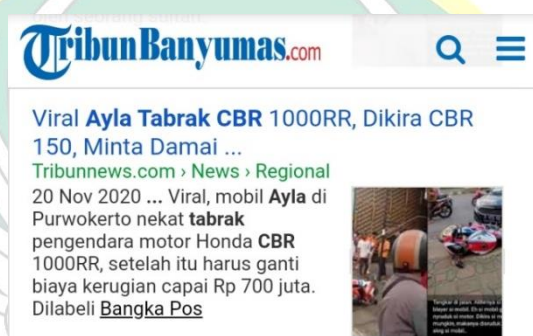 TribunBanyumas.com
Viral Ayla Tabrak CBR 1000RR, Dikira CBR
150, Minta Damai ...
Tribunnews.com › News › Regional
20 Nov 2020 ... Viral, mobil Ayla di
Purwokerto nekat tabrak
pengendara motor Honda CBR
1000RR, setelah itu harus ganti
biaya kerugian capai Rp 700 juta.
Dilabeli Bangka Pos